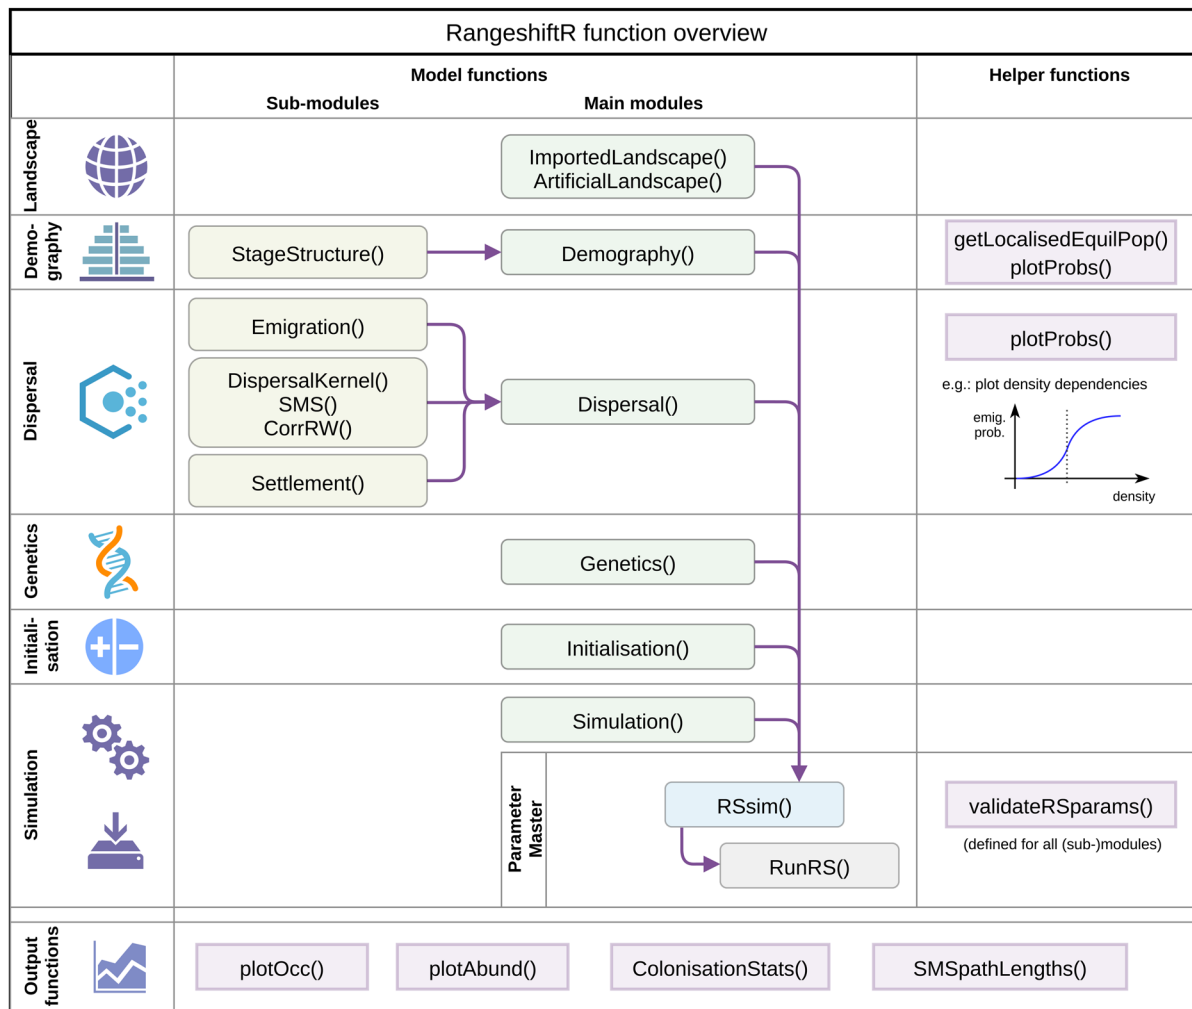 RangeshiftR function overview
Model functions
Helper functions
Sub-modules
Main modules
Landscape
ImportedLandscape()
ArtificialLandscape()
Demo-
graphy
StageStructure()
Demography()
getLocalisedEquilPop()
plotProbs()
Dispersal
Emigration()
DispersalKernel()
SMS()
CorrRW()
Settlement()
Dispersal()
plotProbs()
e.g.: plot density dependencies
emig.
prob.
density
Genetics
Genetics()
Initiali-
sation
Initialisation()
Simulation
Simulation()
Parameter
Master
RSsim()
RunRS()
validateRSparams()
(defined for all (sub-)modules)
Output
functions
plotOcc()
plotAbund()
ColonisationStats()
SMSpathLengths()